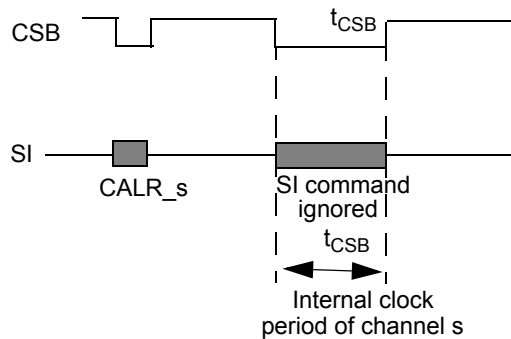 CSB
tCSB
SI
CALR_s
SI command
ignored
tCSB
Internal clock
period of channel s